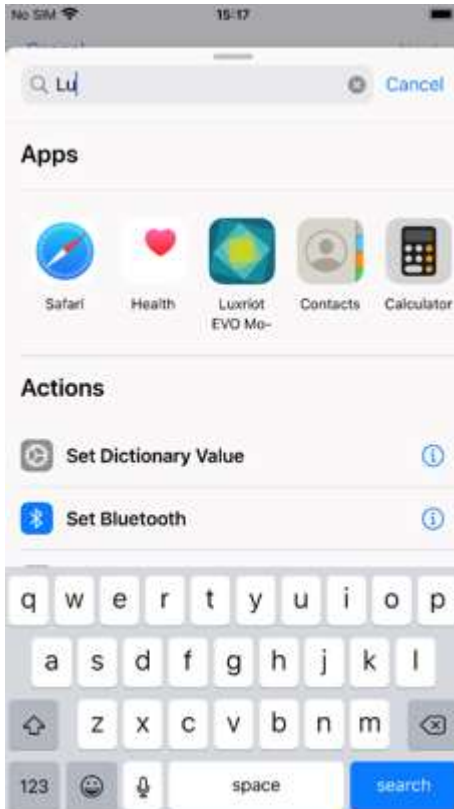 No SIM 15:17
Lu Cancel
Apps
Safari Health Luxriot Contacts Calculator
EVO Mo-
Actions
Set Dictionary Value
Set Bluetooth
q w e r t y u i o p
a s d f g h j k l
z x c v b n m
123 space search